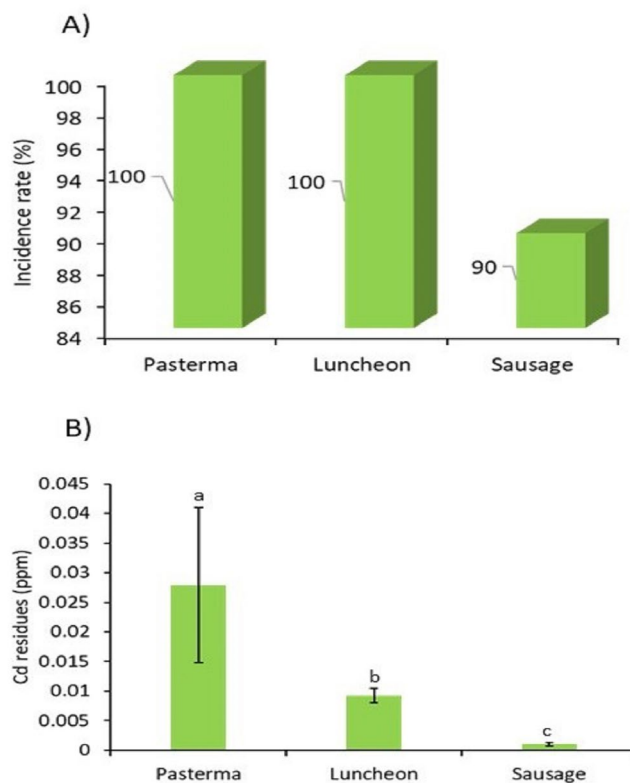 A)
Incidence rate (%)
100
98
96
94
92
90
88
86
84
100
100
90
Pasterma Luncheon Sausage
B)
Cd residues (ppm)
0.045
0.04
0.035
0.03
0.025
0.02
0.015
0.01
0.005
0
a
b
c
Pasterma Luncheon Sausage